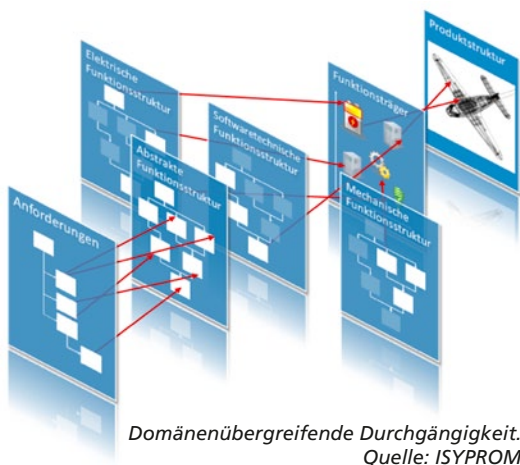 Produktstruktur
Elektrische
Funktionsstruktur
Funktionsträger
Softwaretechnische
Funktionsstruktur
Abstrakte
Funktionsstruktur
Mechanische
Funktionsstruktur
Anforderungen
Domänenübergreifende Durchgängigkeit.
Quelle: ISYPROM